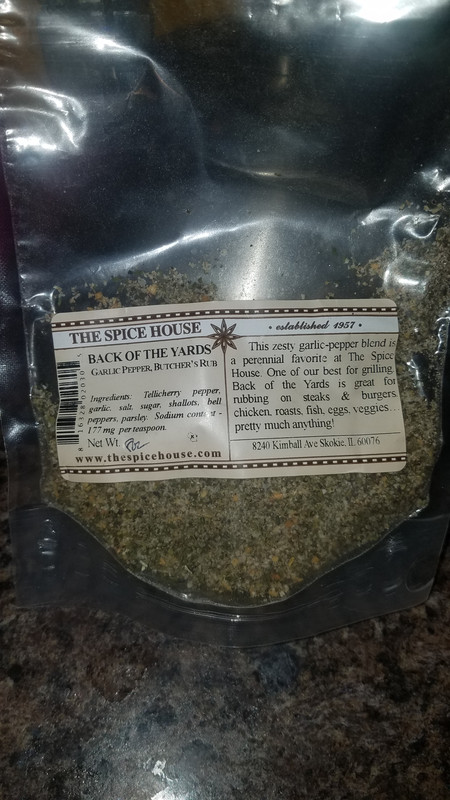 THE SPICE HOUSE
BACK OF THE YARDS
GARLIC PEPPER, BUTCHER'S RUB
Ingredients: Tellicherry pepper,
garlic, salt, sugar, shallots, bell
peppers, parsley. Sodium
177 mg per teaspoon.
Net Wt.
www.thespicehouse.com
• established 1957 •
This zesty garlic-pepper blend is
a perennial favorite at The Spice
House. One of our best for grilling.
Back of the Yards is great for
rubbing on steaks & burgers,
chicken, roasts, fish, eggs, veggies…
pretty much anything!
8240 Kimball Ave Skokie, IL 60076